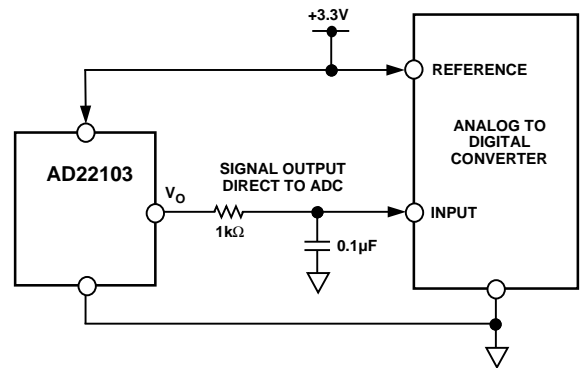 +3.3V
REFERENCE
ANALOG TO
DIGITAL
CONVERTER
AD22103
SIGNAL OUTPUT
DIRECT TO ADC
VO
INPUT
1kΩ
0.1µF